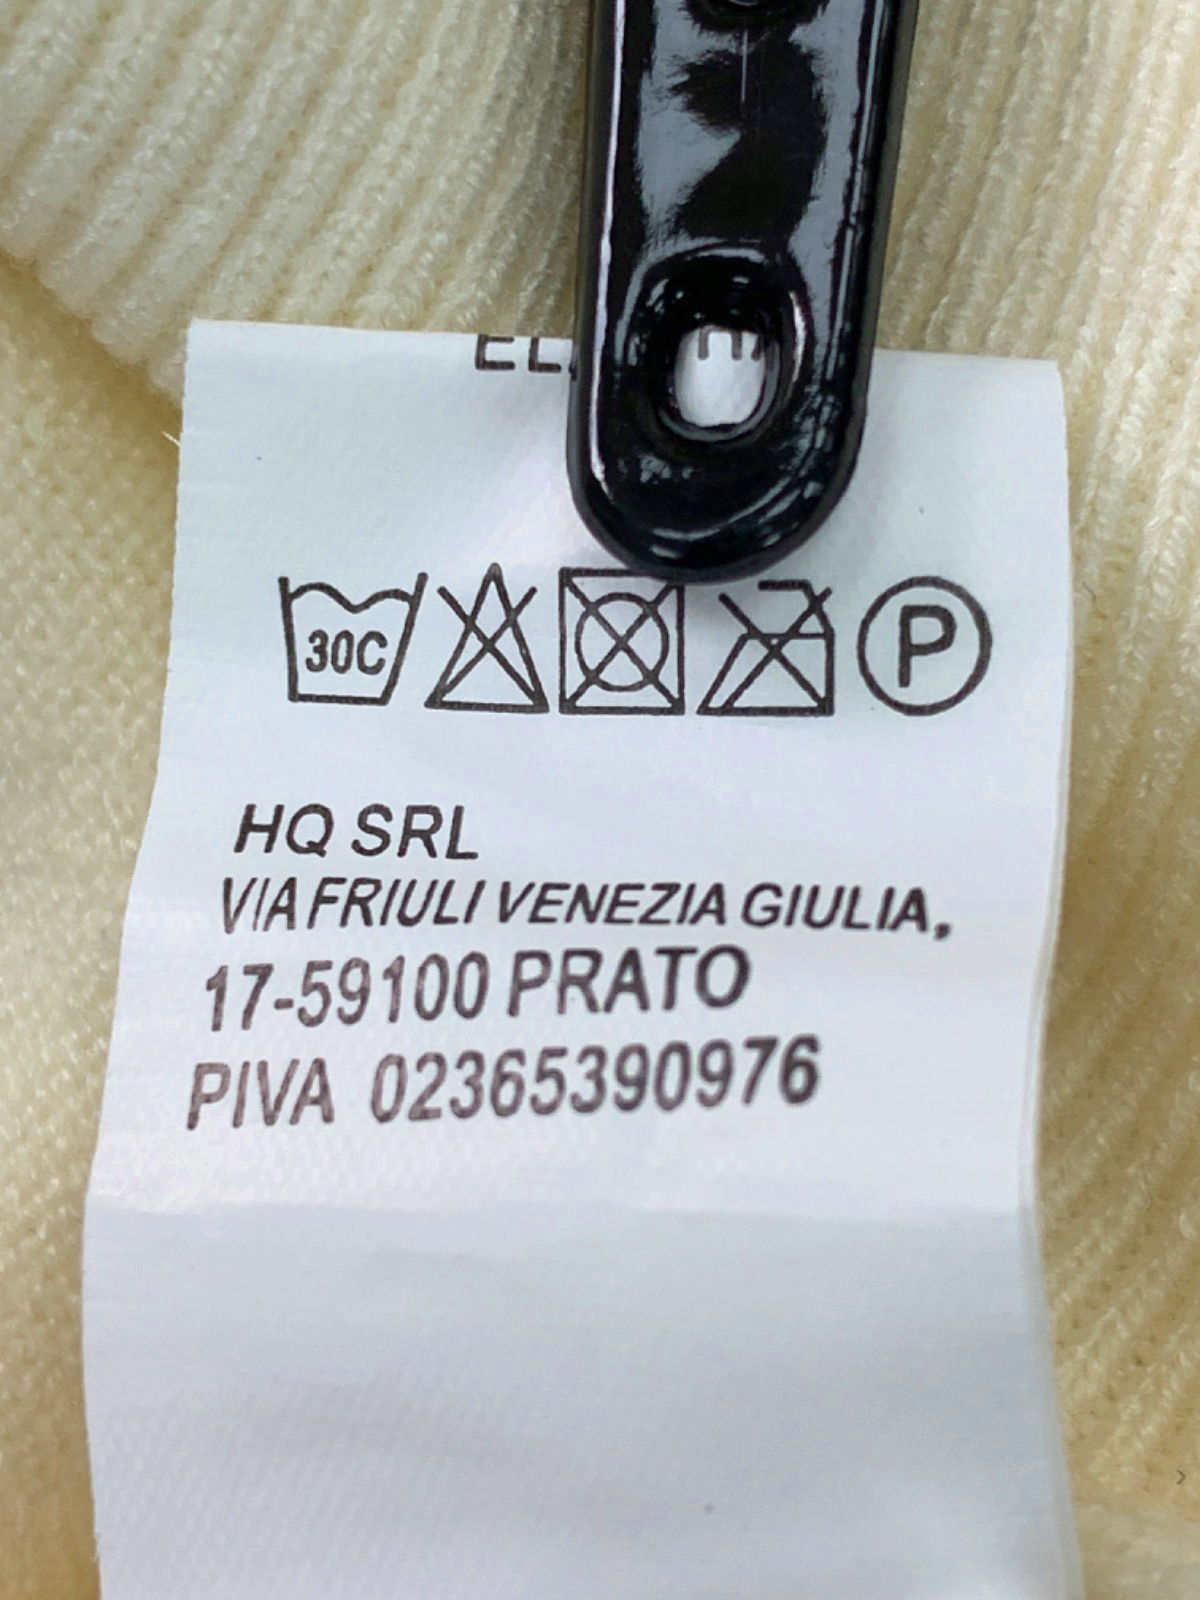 30C P
HQ SRL
VIA FRIULI VENEZIA GIULIA,
17-59100 PRATO
PIVA 02365390976